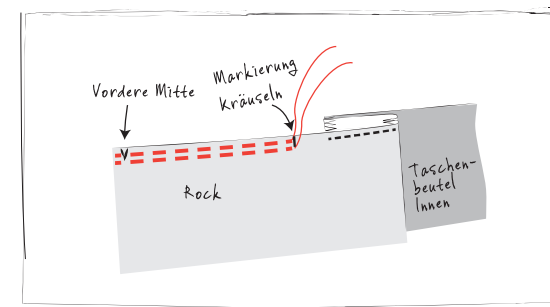 Markierung
Kräuseln
Vordere Mitte
Rock
Taschen-
beutel
Innen